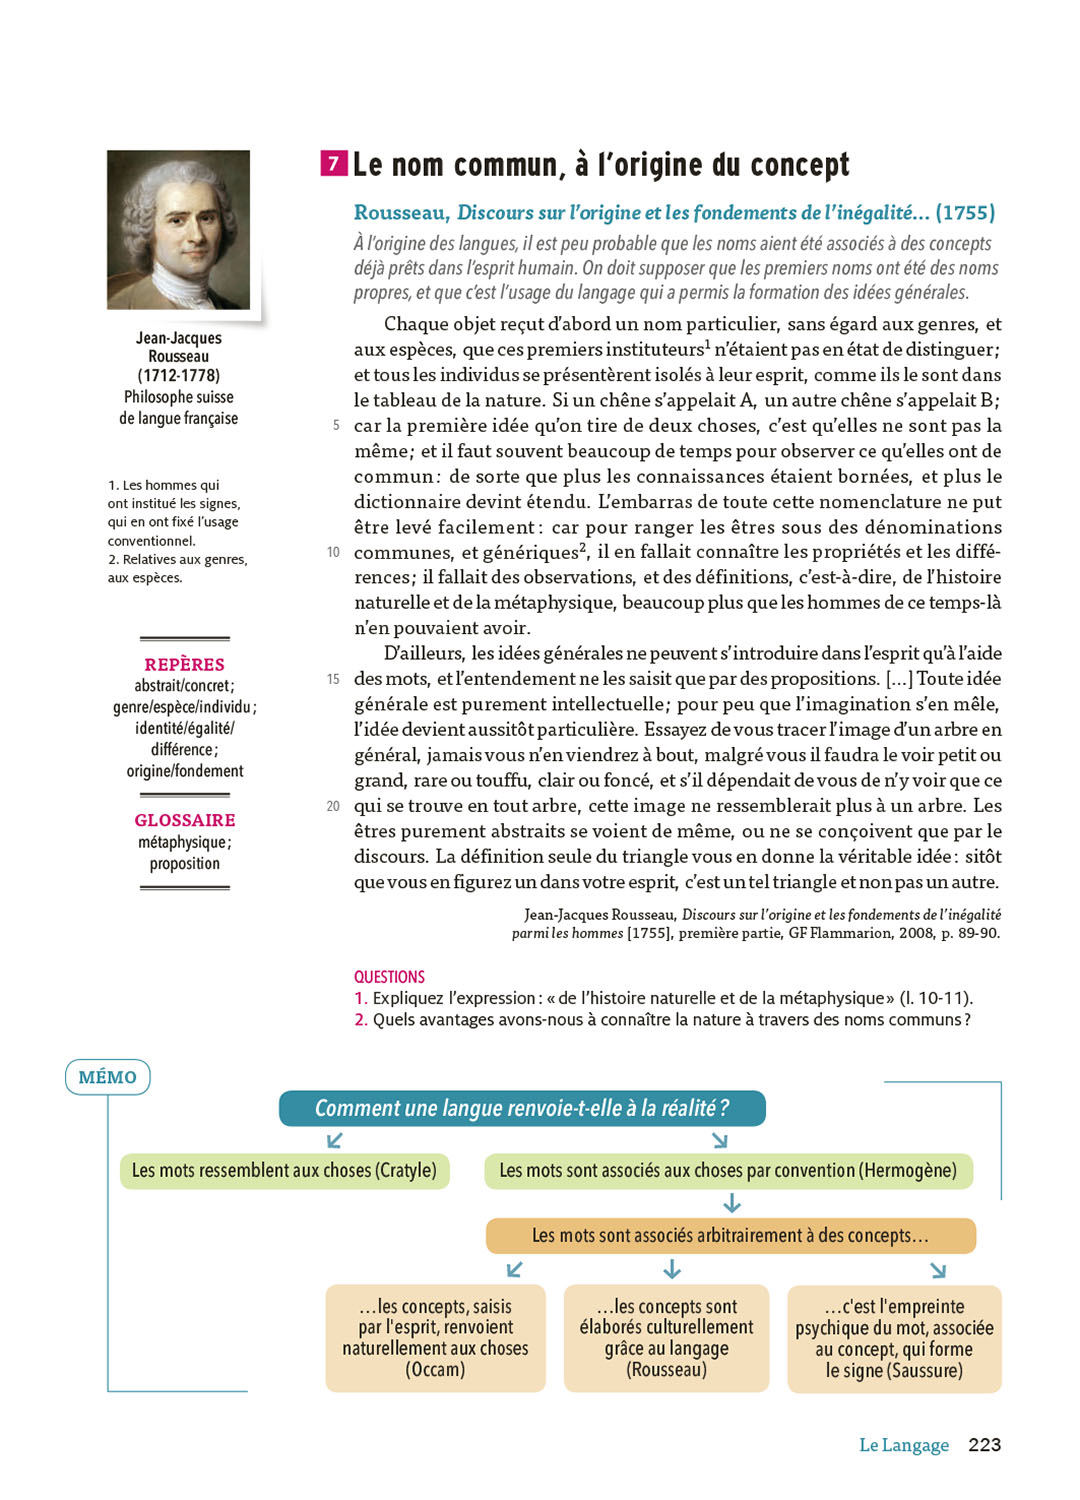 7 Le nom commun, à l'origine du concept
Rousseau, Discours sur l'origine et les fondements de l'inégalité… (1755)
À l'origine des langues, il est peu probable que les noms aient été associés à des concepts
déjà prêts dans l'esprit humain. On doit supposer que les premiers noms ont été des noms
propres, et que c'est l'usage du langage qui a permis la formation des idées générales.
Jean-Jacques
Rousseau
(1712-1778)
Philosophe suisse
de langue française
1. Les hommes qui
ont institué les signes,
qui en ont fixé l'usage
conventionnel.
2. Relatives aux genres,
aux espèces.
REPÈRES
abstrait/concret ;
genre/espèce/individu ;
identité/égalité/
différence ;
origine/fondement
GLOSSAIRE
métaphysique ;
proposition
Chaque objet reçut d'abord un nom particulier, sans égard aux genres, et
aux espèces, que ces premiers instituteurs1 n'étaient pas en état de distinguer ;
et tous les individus se présentèrent isolés à leur esprit, comme ils le sont dans
le tableau de la nature. Si un chêne s'appelait A, un autre chêne s'appelait B ;
5 car la première idée qu'on tire de deux choses, c'est qu'elles ne sont pas la
même ; et il faut souvent beaucoup de temps pour observer ce qu'elles ont de
commun : de sorte que plus les connaissances étaient bornées, et plus le
dictionnaire devint étendu. L'embarras de toute cette nomenclature ne put
être levé facilement : car pour ranger les êtres sous des dénominations
10 communes, et génériques2, il en fallait connaître les propriétés et les diffé-
rences ; il fallait des observations, et des définitions, c'est-à-dire, de l'histoire
naturelle et de la métaphysique, beaucoup plus que les hommes de ce temps-là
n'en pouvaient avoir.
D'ailleurs, les idées générales ne peuvent s'introduire dans l'esprit qu'à l'aide
15 des mots, et l'entendement ne les saisit que par des propositions. […] Toute idée
générale est purement intellectuelle ; pour peu que l'imagination s'en mêle,
l'idée devient aussitôt particulière. Essayez de vous tracer l'image d'un arbre en
général, jamais vous n'en viendrez à bout, malgré vous il faudra le voir petit ou
grand, rare ou touffu, clair ou foncé, et s'il dépendait de vous de n'y voir que ce
20 qui se trouve en tout arbre, cette image ne ressemblerait plus à un arbre. Les
êtres purement abstraits se voient de même, ou ne se conçoivent que par le
discours. La définition seule du triangle vous en donne la véritable idée : sitôt
que vous en figurez un dans votre esprit, c'est un tel triangle et non pas un autre.
Jean-Jacques Rousseau, Discours sur l'origine et les fondements de l'inégalité
parmi les hommes [1755], première partie, GF Flammarion, 2008, p. 89-90.
QUESTIONS
1. Expliquez l'expression : « de l'histoire naturelle et de la métaphysique » (l. 10-11).
2. Quels avantages avons-nous à connaître la nature à travers des noms communs ?
MÉMO
Comment une langue renvoie-t-elle à la réalité ?
Les mots ressemblent aux choses (Cratyle)
Les mots sont associés aux choses par convention (Hermogène)
Les mots sont associés arbitrairement à des concepts…
…les concepts, saisis
par l'esprit, renvoient
naturellement aux choses
(Occam)
…les concepts sont
élaborés culturellement
grâce au langage
(Rousseau)
…c'est l'empreinte
psychique du mot, associée
au concept, qui forme
le signe (Saussure)
Le Langage 223